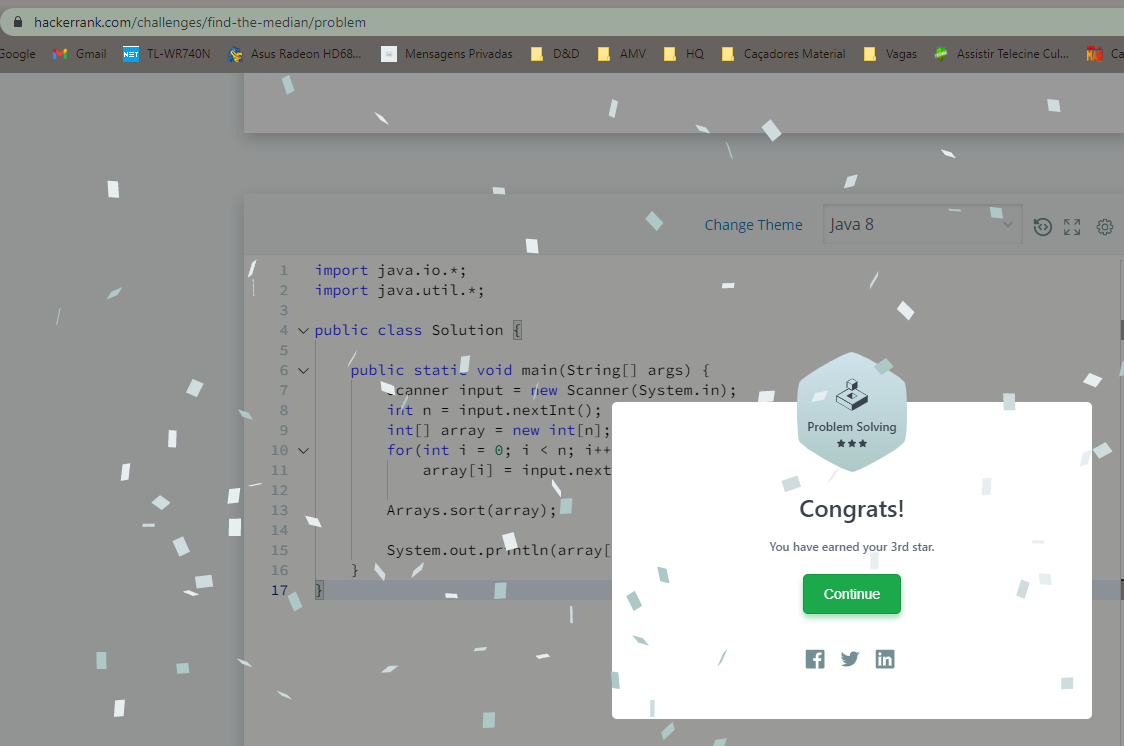 hackerrank.com/challenges/find-the-median/problem
Google Gmail TL-WR740N Asus Radeon HD68... Mensagens Privadas D&D AMV HQ Caçadores Material Vagas Assistir Telecine Cul... Ca
Change Theme Java 8
1 import java.io.*;
2 import java.util.*;
3
4 public class Solution {
5
6 public static void main(String[] args) {
7 Scanner input = new Scanner(System.in);
8 int n = input.nextInt();
9 int[] array = new int[n];
10 for(int i = 0; i < n; i++
11 array[i] = input.next
12
13 Arrays.sort(array);
14
15 System.out.println(array[
16 }
17 }
Problem Solving
Congrats!
You have earned your 3rd star.
Continue